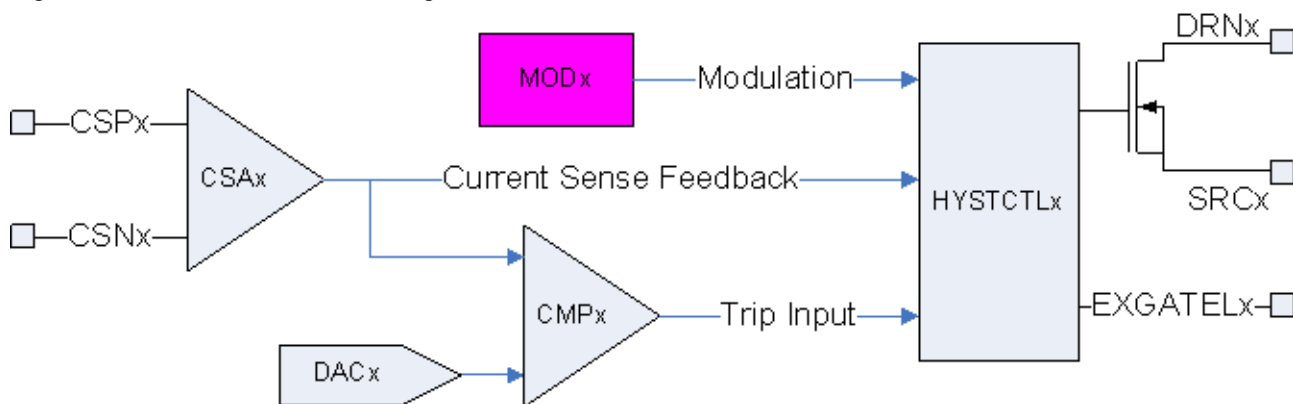 DRNx
MODx
Modulation
CSPx
CSAx
Current Sense Feedback
HYSTCTLx
SRCx
CSNx
CMPx
Trip Input
EXGATELx
DACx